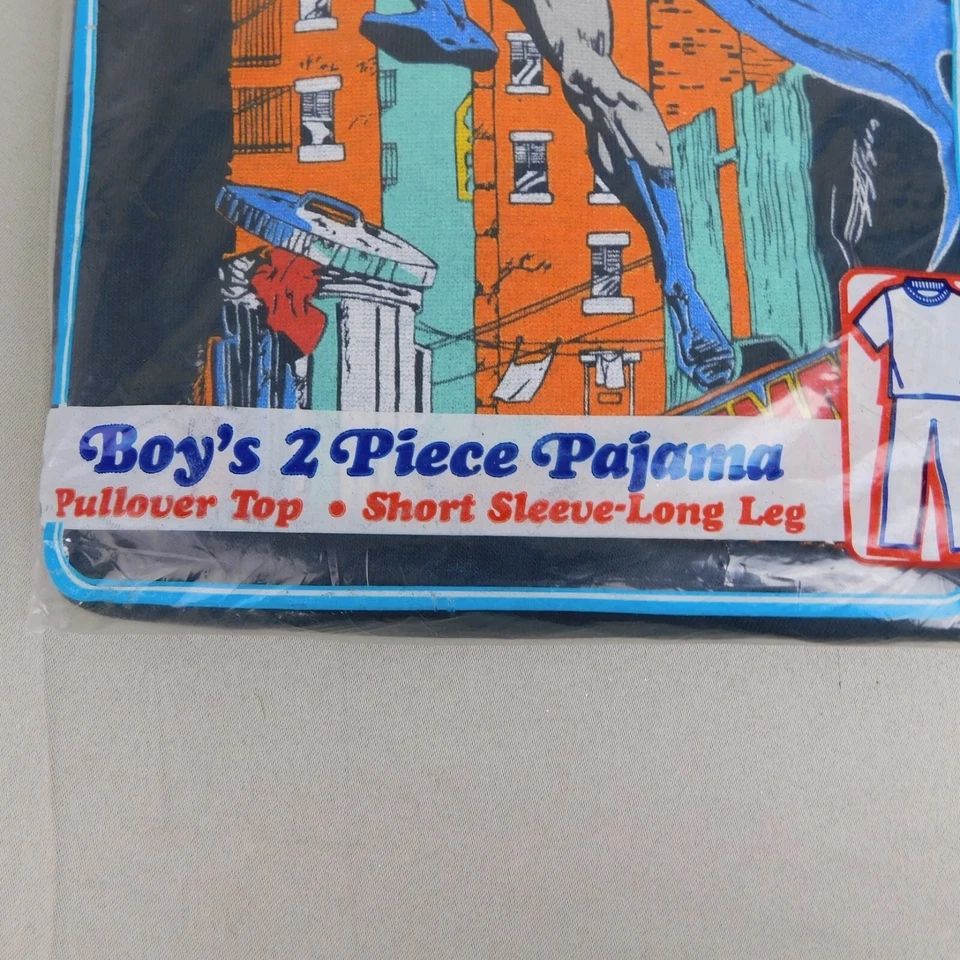 Boy's 2 Piece Pajama
Pullover Top • Short Sleeve-Long Leg